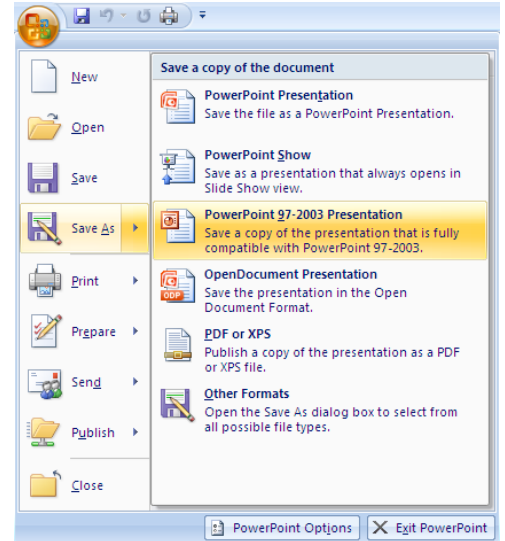 New
Open
Save
Save As
Print
Prepare
Send
Publish
Close
Save a copy of the document
PowerPoint Presentation
Save the file as a PowerPoint Presentation.
PowerPoint Show
Save as a presentation that always opens in
Slide Show view.
PowerPoint 97-2003 Presentation
Save a copy of the presentation that is fully
compatible with PowerPoint 97-2003.
OpenDocument Presentation
Save the presentation in the Open
Document Format.
ODP
PDF or XPS
Publish a copy of the presentation as a PDF
or XPS file.
Other Formats
Open the Save As dialog box to select from
all possible file types.
PowerPoint Options
Exit PowerPoint